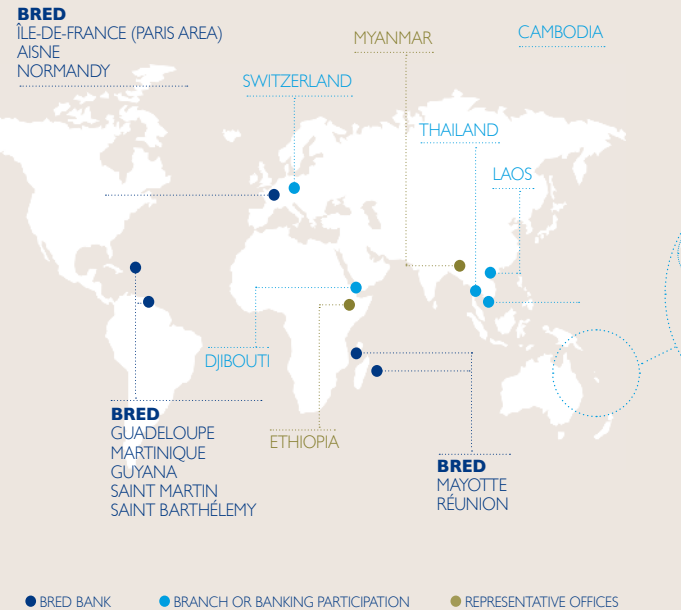 BRED
ÎLE-DE-FRANCE (PARIS AREA)
AISNE
NORMANDY
SWITZERLAND
MYANMAR
CAMBODIA
THAILAND
LAOS
DJIBOUTI
ETHIOPIA
BRED
GUADELOUPE
MARTINIQUE
GUYANA
SAINT MARTIN
SAINT BARTHÉLEMY
BRED
MAYOTTE
RÉUNION
BRED BANK
BRANCH OR BANKING PARTICIPATION
REPRESENTATIVE OFFICES